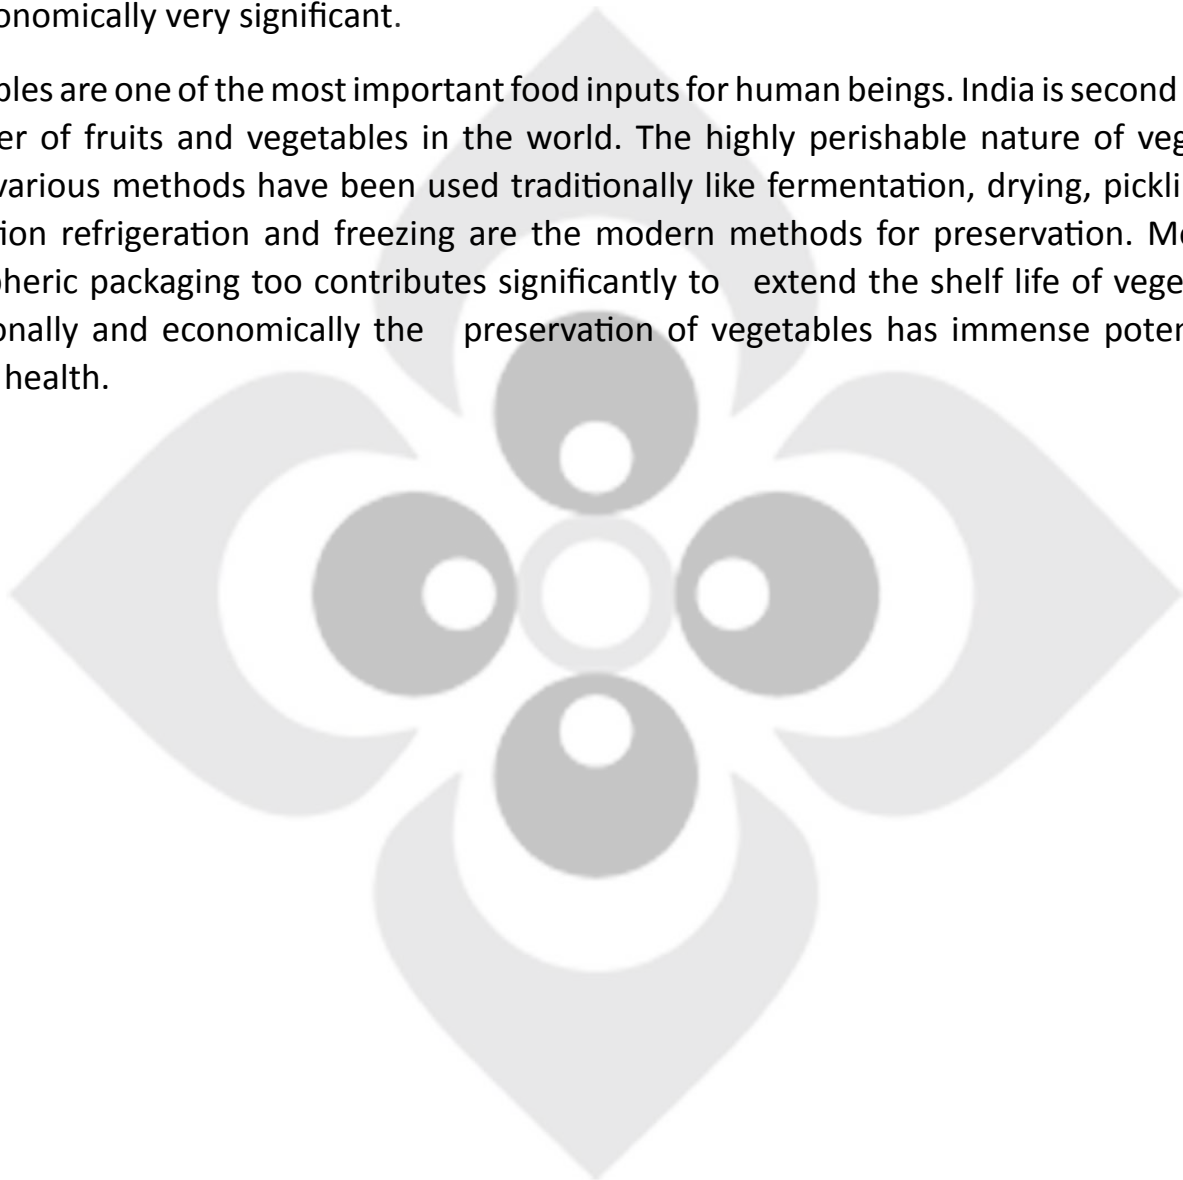 onomically very significant.
bles are one of the most important food inputs for human beings. India is second
er of fruits and vegetables in the world. The highly perishable nature of veg
various methods have been used traditionally like fermentation, drying, pickli
ion refrigeration and freezing are the modern methods for preservation. Mo
pheric packaging too contributes significantly to extend the shelf life of vege
onally and economically the preservation of vegetables has immense poten
health.